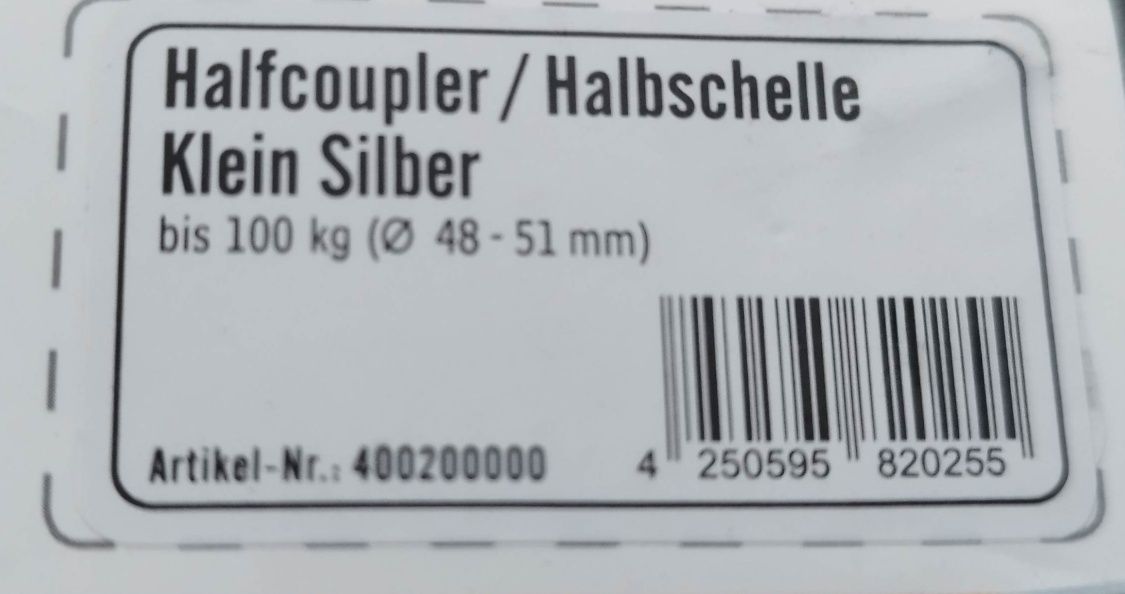 Halfcoupler / Halbschelle
Klein Silber
bis 100 kg (Ø 48 - 51 mm)
Artikel-Nr.: 400200000
4 250595 820255